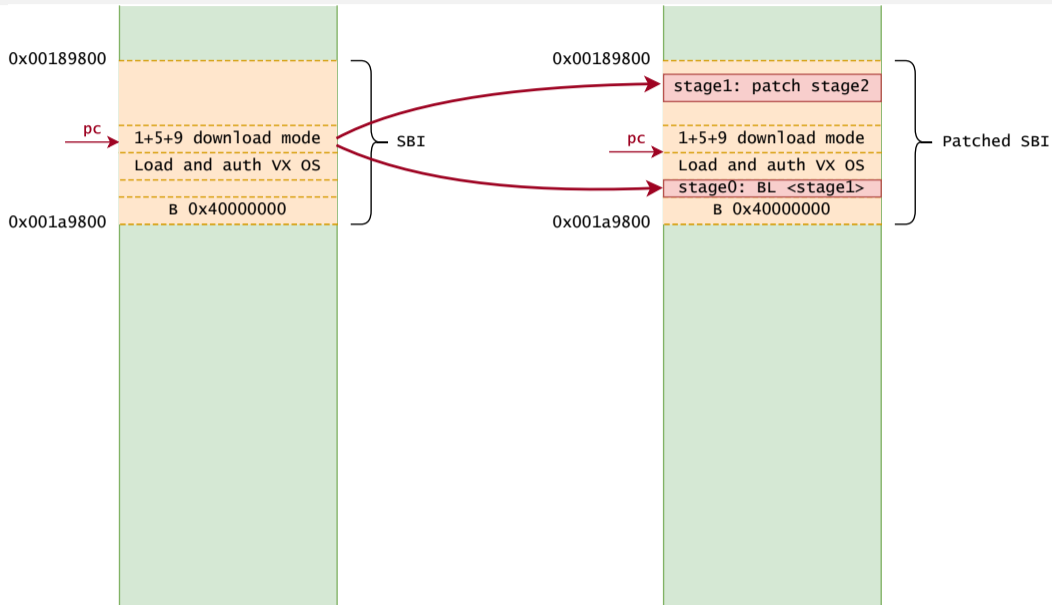 0x00189800
pc
1+5+9 download mode
Load and auth VX OS
B 0x40000000
0x001a9800
SBI
0x00189800
stage1: patch stage2
1+5+9 download mode
pc
Load and auth VX OS
stage0: BL <stage1>
B 0x40000000
0x001a9800
Patched SBI